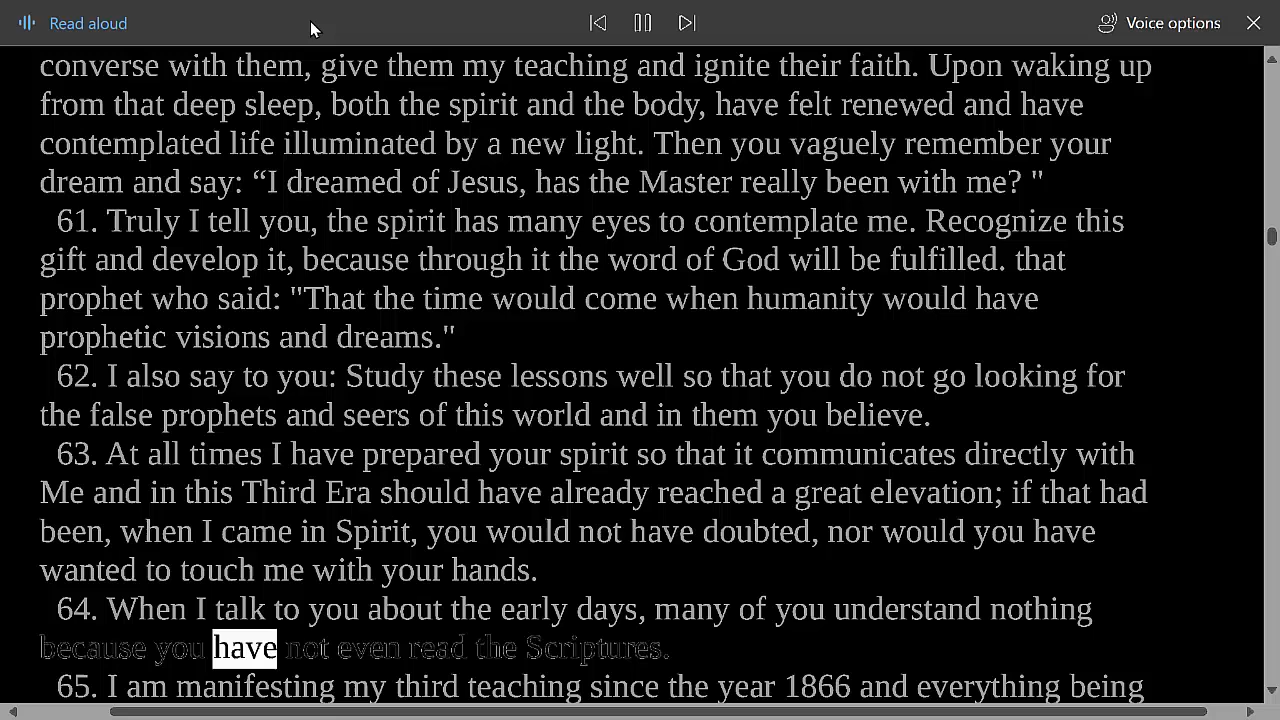 Read aloud
Voice options
converse with them, give them my teaching and ignite their faith. Upon waking up
from that deep sleep, both the spirit and the body, have felt renewed and have
contemplated life illuminated by a new light. Then you vaguely remember your
dream and say: “I dreamed of Jesus, has the Master really been with me? "
61. Truly I tell you, the spirit has many eyes to contemplate me. Recognize this
gift and develop it, because through it the word of God will be fulfilled. that
prophet who said: "That the time would come when humanity would have
prophetic visions and dreams."
62. I also say to you: Study these lessons well so that you do not go looking for
the false prophets and seers of this world and in them you believe.
63. At all times I have prepared your spirit so that it communicates directly with
Me and in this Third Era should have already reached a great elevation; if that had
been, when I came in Spirit, you would not have doubted, nor would you have
wanted to touch me with your hands.
64. When I talk to you about the early days, many of you understand nothing
because you have not even read the Scriptures.
65. I am manifesting my third teaching since the year 1866 and everything being